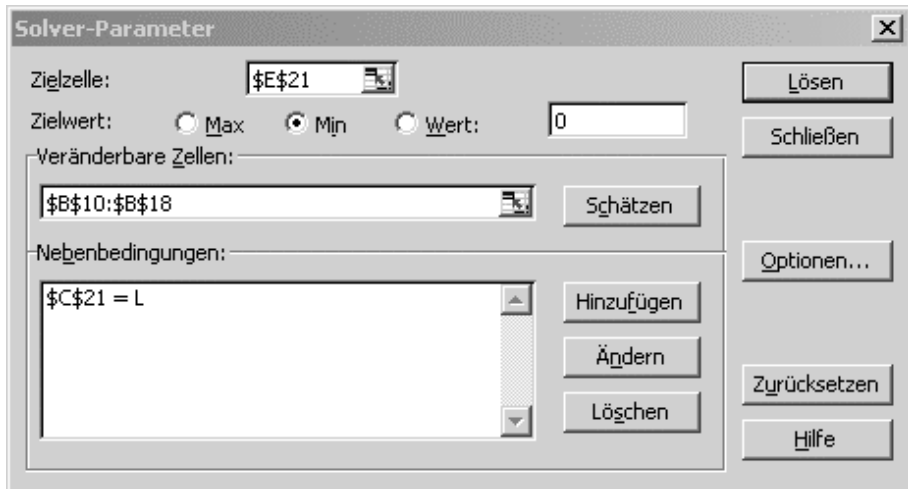 Solver-Parameter
Zielzelle: $E$21
Lösen
Zielwert: Max Min Wert: 0
Schließen
Veränderbare Zellen:
$B$10:$B$18 Schätzen
Nebenbedingungen:
Optionen...
$C$21 = L Hinzufügen
Ändern
Zurücksetzen
Löschen
Hilfe